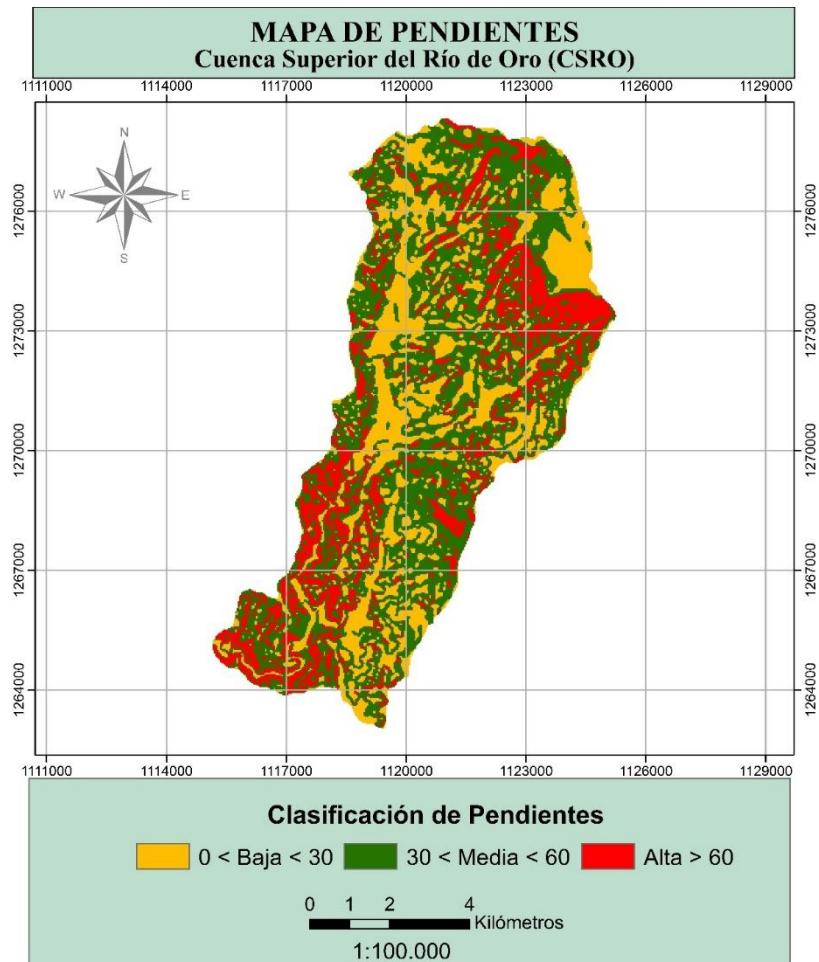 MAPA DE PENDIENTES
Cuenca Superior del Río de Oro (CSRO)
1111000 1114000 1117000 1120000 1123000 1126000 1129000
N
W E
S
1276000 1276000
1273000 1273000
1270000 1270000
1267000 1267000
1264000 1264000
1111000 1114000 1117000 1120000 1123000 1126000 1129000
Clasificación de Pendientes
0 < Baja < 30 30 < Media < 60 Alta > 60
0 1 2 4
Kilómetros
1:100.000